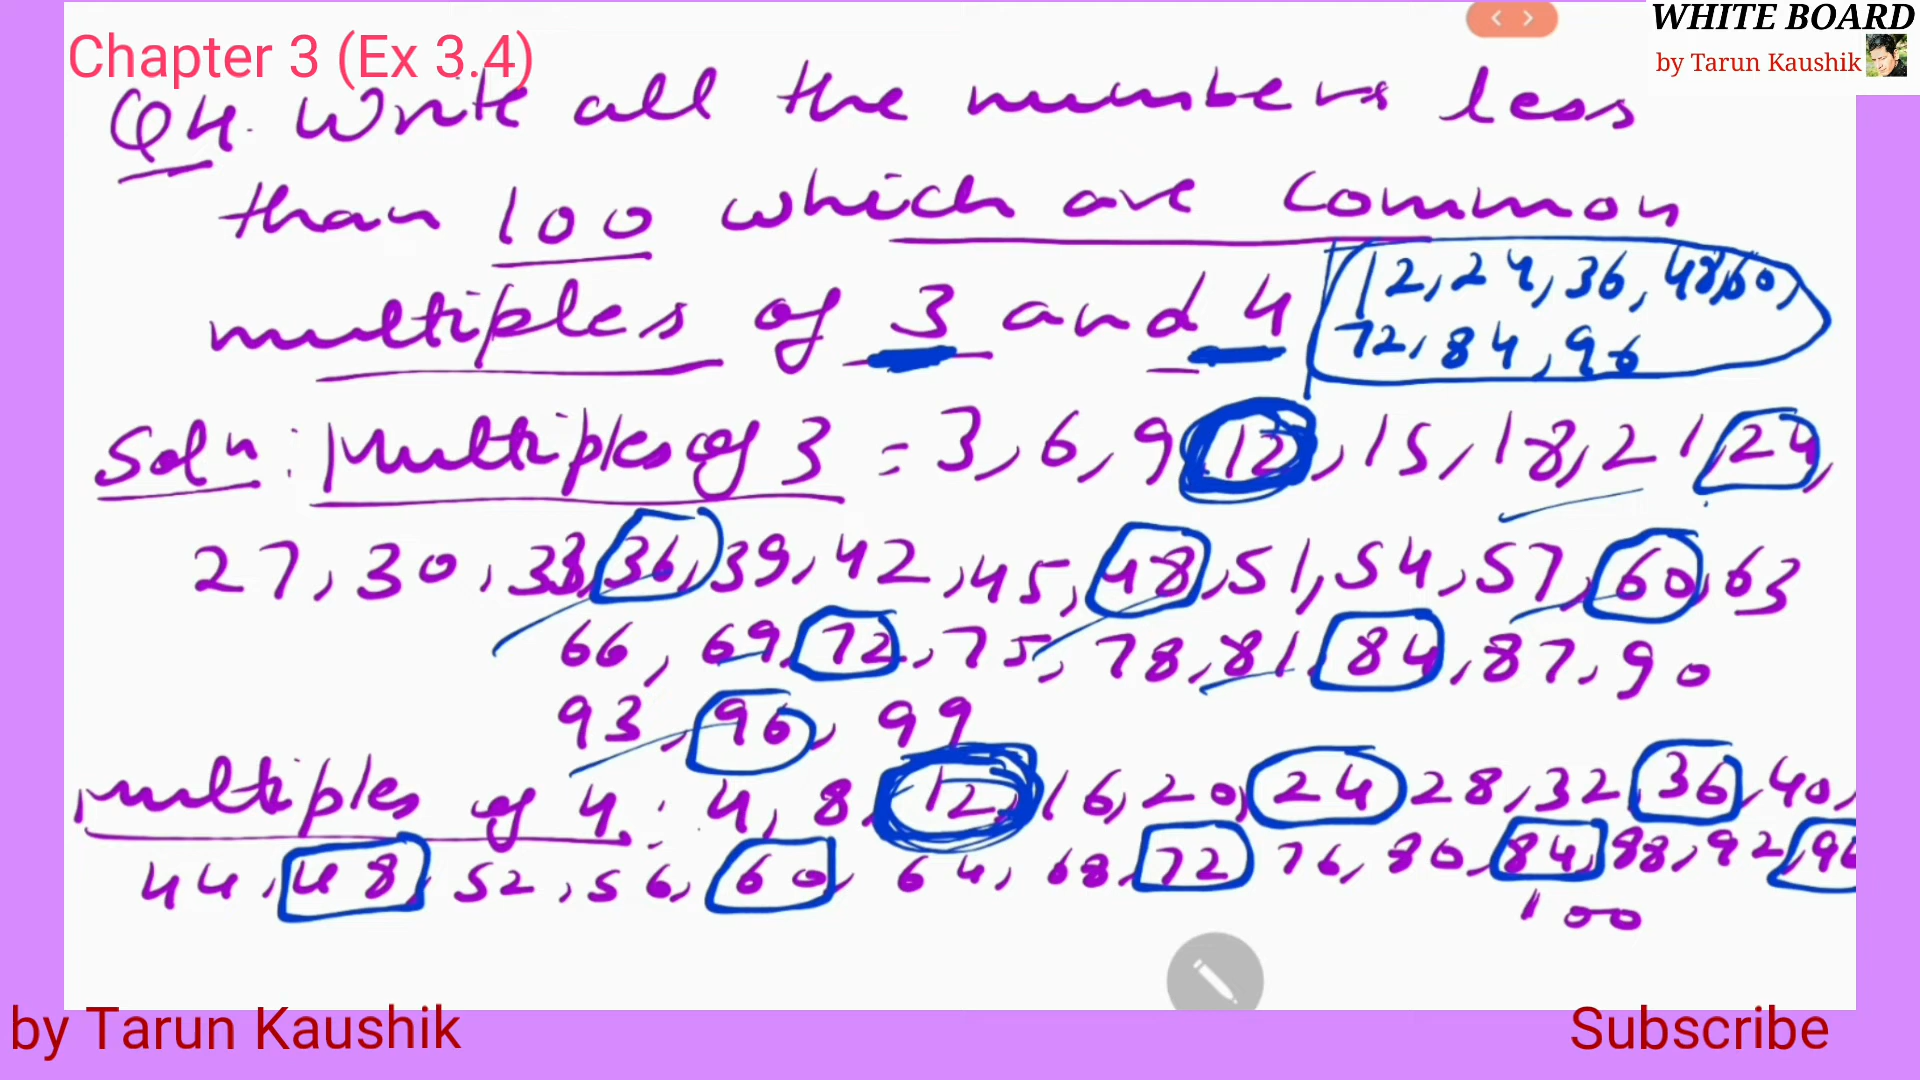 WHITE BOARD
by Tarun Kaushik
Chapter 3 (Ex 3.4)
Q4. Write all the numbers less
than 100 which are common
multiples of 3 and 4
12, 24, 36, 48, 60,
72, 84, 96
Soln: Multiples of 3 = 3, 6, 9, 12, 15, 18, 21, 24,
27, 30, 33, 36, 39, 42, 45, 48, 51, 54, 57, 60, 63
66, 69, 72, 75, 78, 81, 84, 87, 90
93, 96, 99
Multiples of 4: 4, 8, 12, 16, 20, 24 28, 32, 36, 40,
44, 48, 52, 56, 60, 64, 68, 72 76, 80, 84, 88, 92, 96
100
by Tarun Kaushik
Subscribe